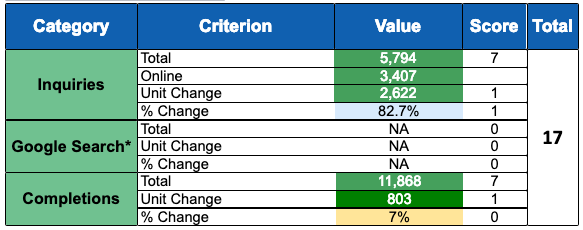 Category Criterion Value Score Total
Inquiries
Total 5,794 7
Online 3,407
Unit Change 2,622 1
% Change 82.7% 1
Google Search*
Total NA 0
Unit Change NA 0
% Change NA 0
Completions
Total 11,868 7
Unit Change 803 1
% Change 7% 0
17